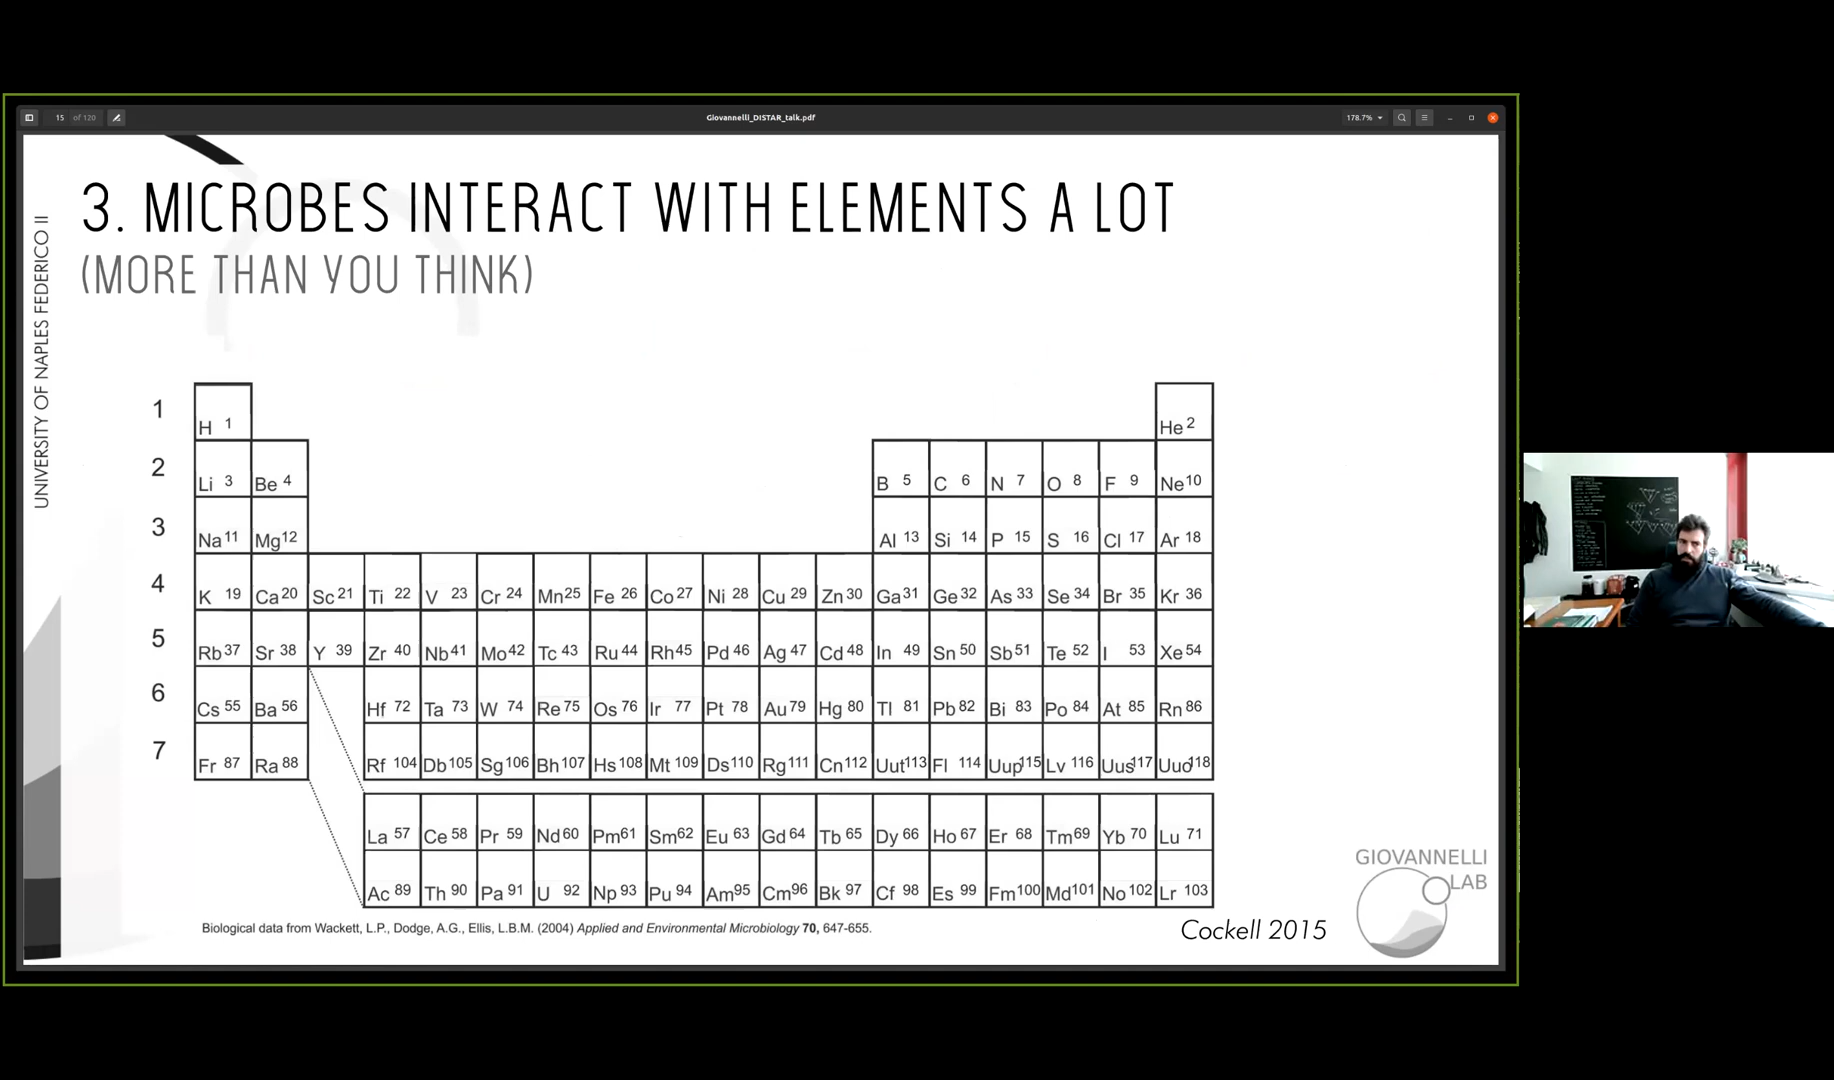 15 of 120
Giovannelli_DISTAR_talk.pdf
178.7%
UNIVERSITY OF NAPLES FEDERICO II
3. MICROBES INTERACT WITH ELEMENTS A LOT
(MORE THAN YOU THINK)
1
H 1 He 2
2
Li 3 Be 4 B 5 C 6 N 7 O 8 F 9 Ne 10
3
Na 11 Mg 12 Al 13 Si 14 P 15 S 16 Cl 17 Ar 18
4
K 19 Ca 20 Sc 21 Ti 22 V 23 Cr 24 Mn 25 Fe 26 Co 27 Ni 28 Cu 29 Zn 30 Ga 31 Ge 32 As 33 Se 34 Br 35 Kr 36
5
Rb 37 Sr 38 Y 39 Zr 40 Nb 41 Mo 42 Tc 43 Ru 44 Rh 45 Pd 46 Ag 47 Cd 48 In 49 Sn 50 Sb 51 Te 52 I 53 Xe 54
6
Cs 55 Ba 56 Hf 72 Ta 73 W 74 Re 75 Os 76 Ir 77 Pt 78 Au 79 Hg 80 Tl 81 Pb 82 Bi 83 Po 84 At 85 Rn 86
7
Fr 87 Ra 88 Rf 104 Db 105 Sg 106 Bh 107 Hs 108 Mt 109 Ds 110 Rg 111 Cn 112 Uut 113 Fl 114 Uup 115 Lv 116 Uus 117 Uuo 118
La 57 Ce 58 Pr 59 Nd 60 Pm 61 Sm 62 Eu 63 Gd 64 Tb 65 Dy 66 Ho 67 Er 68 Tm 69 Yb 70 Lu 71
Ac 89 Th 90 Pa 91 U 92 Np 93 Pu 94 Am 95 Cm 96 Bk 97 Cf 98 Es 99 Fm 100 Md 101 No 102 Lr 103
Biological data from Wackett, L.P., Dodge, A.G., Ellis, L.B.M. (2004) Applied and Environmental Microbiology 70, 647-655.
Cockell 2015
GIOVANNELLI
LAB